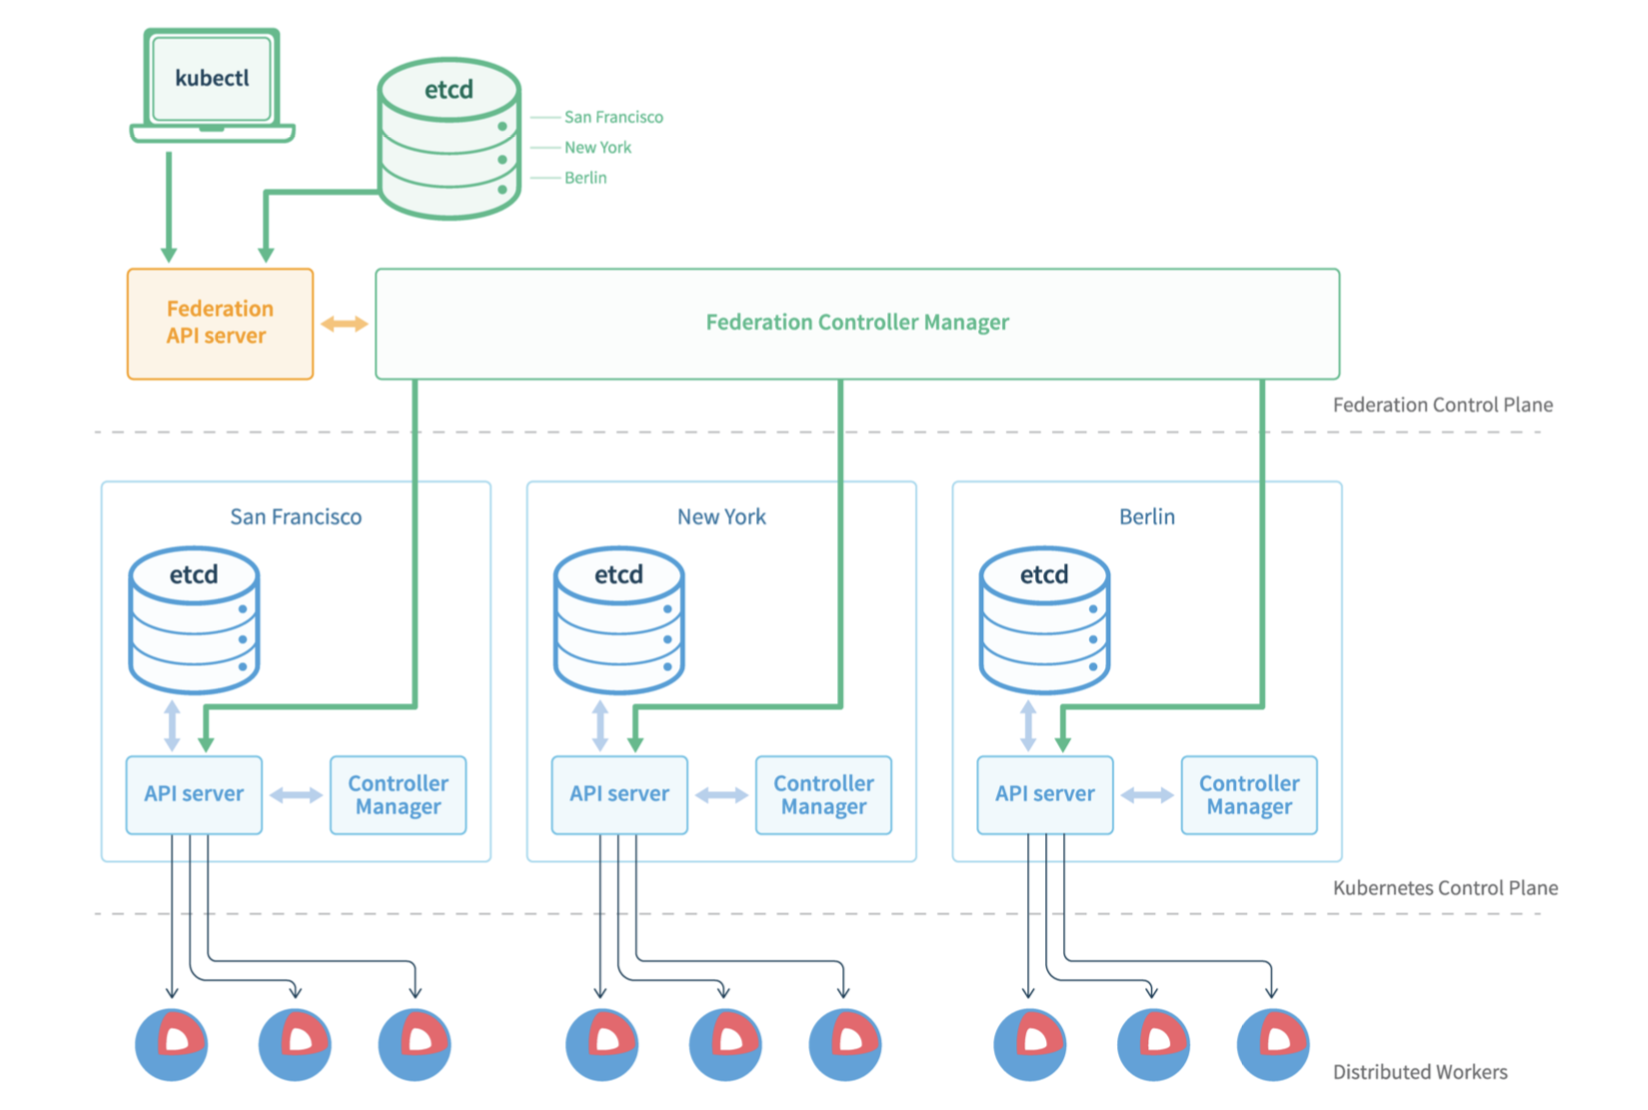 kubectl
etcd
San Francisco
New York
Berlin
Federation
API server
Federation Controller Manager
Federation Control Plane
San Francisco
etcd
API server
Controller
Manager
New York
etcd
API server
Controller
Manager
Berlin
etcd
API server
Controller
Manager
Kubernetes Control Plane
Distributed Workers